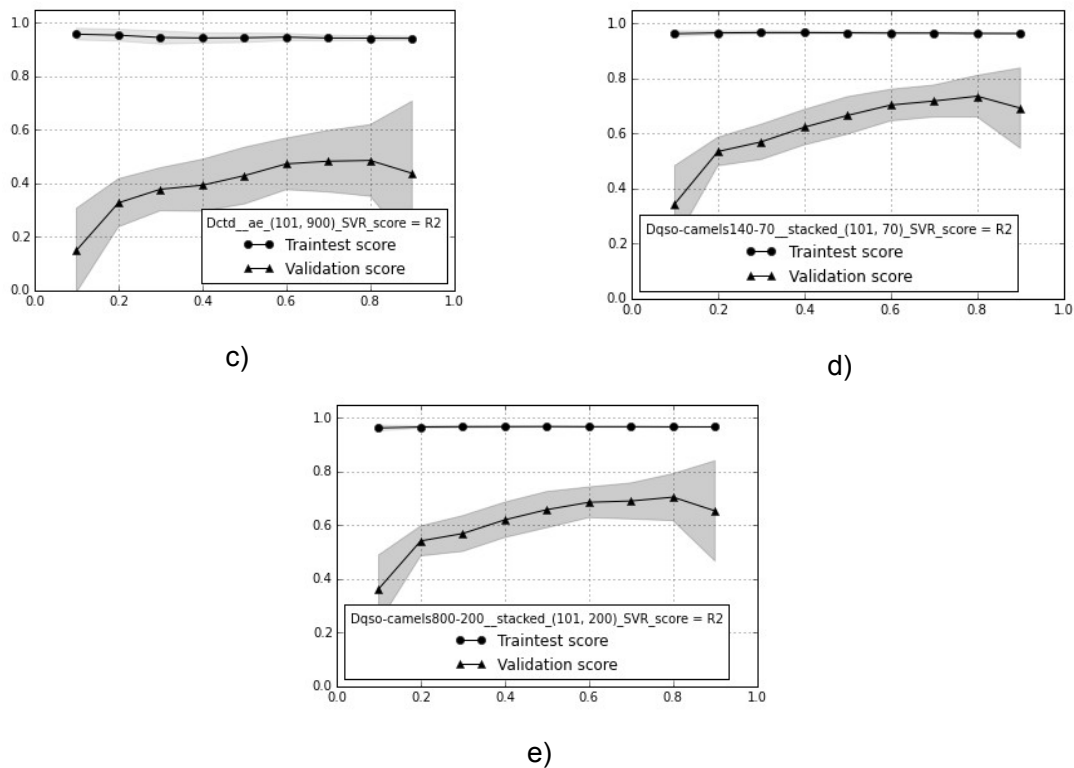 1.0
0.8
0.6
0.4
0.2
0.0
0.0 0.2 0.4 0.6 0.8 1.0
Dctd__ae_(101, 900)_SVR_score = R2
Traintest score
Validation score
c)
1.0
0.8
0.6
0.4
0.2
0.0
0.0 0.2 0.4 0.6 0.8 1.0
Dqso-camels140-70__stacked_(101, 70)_SVR_score = R2
Traintest score
Validation score
d)
1.0
0.8
0.6
0.4
0.2
0.0
0.0 0.2 0.4 0.6 0.8 1.0
Dqso-camels800-200__stacked_(101, 200)_SVR_score = R2
Traintest score
Validation score
e)